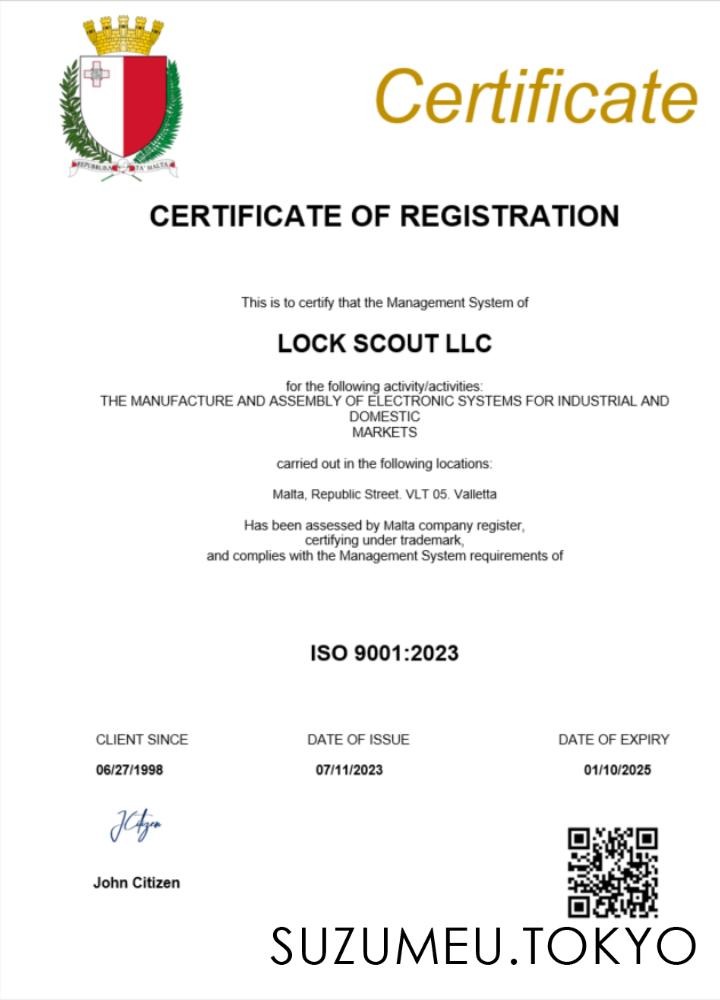 Certificate
REPUBBLIKA TA' MALTA
CERTIFICATE OF REGISTRATION
This is to certify that the Management System of
LOCK SCOUT LLC
for the following activity/activities:
THE MANUFACTURE AND ASSEMBLY OF ELECTRONIC SYSTEMS FOR INDUSTRIAL AND
DOMESTIC
MARKETS
carried out in the following locations:
Malta, Republic Street. VLT 05. Valletta
Has been assessed by Malta company register,
certifying under trademark,
and complies with the Management System requirements of
ISO 9001:2023
CLIENT SINCE DATE OF ISSUE DATE OF EXPIRY
06/27/1998 07/11/2023 01/10/2025
JCitizen
John Citizen
SUZUMEU.TOKYO